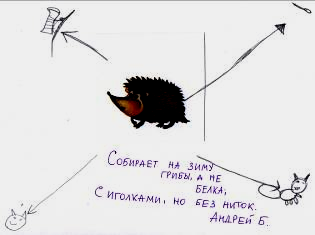 Собирает на зиму
грибы, а не
белка;
С иголками, но без ниток.
Андрей Б.